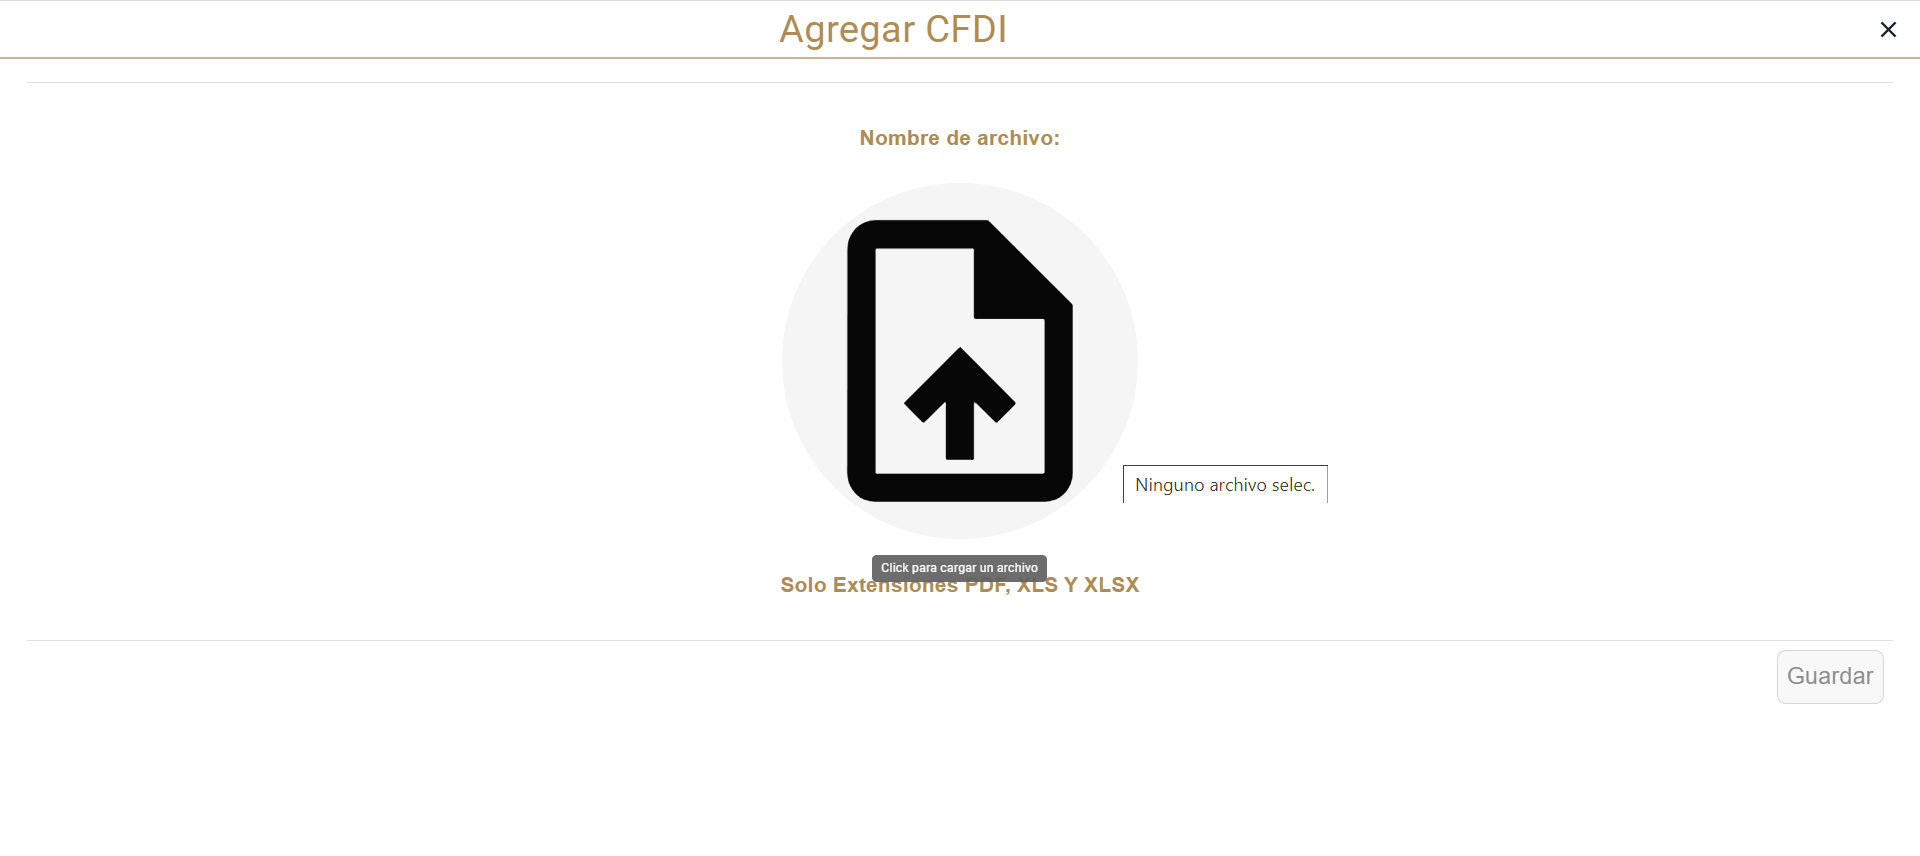 Agregar CFDI
Nombre de archivo:
Ninguno archivo selec.
Click para cargar un archivo
Solo Extensiones PDF, XLS Y XLSX
Guardar